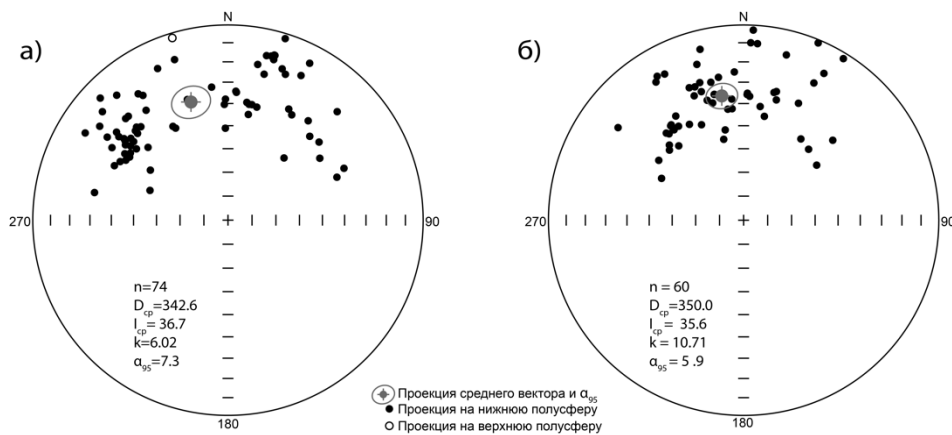 а)
N
270
90
180
n=74
Dср=342.6
Iср= 36.7
k=6.02
α95=7.3
б)
N
270
90
180
n= 60
Dср=350.0
Iср= 35.6
k = 10.71
α95= 5 .9
Проекция среднего вектора и α95
Проекция на нижнюю полусферу
Проекция на верхнюю полусферу